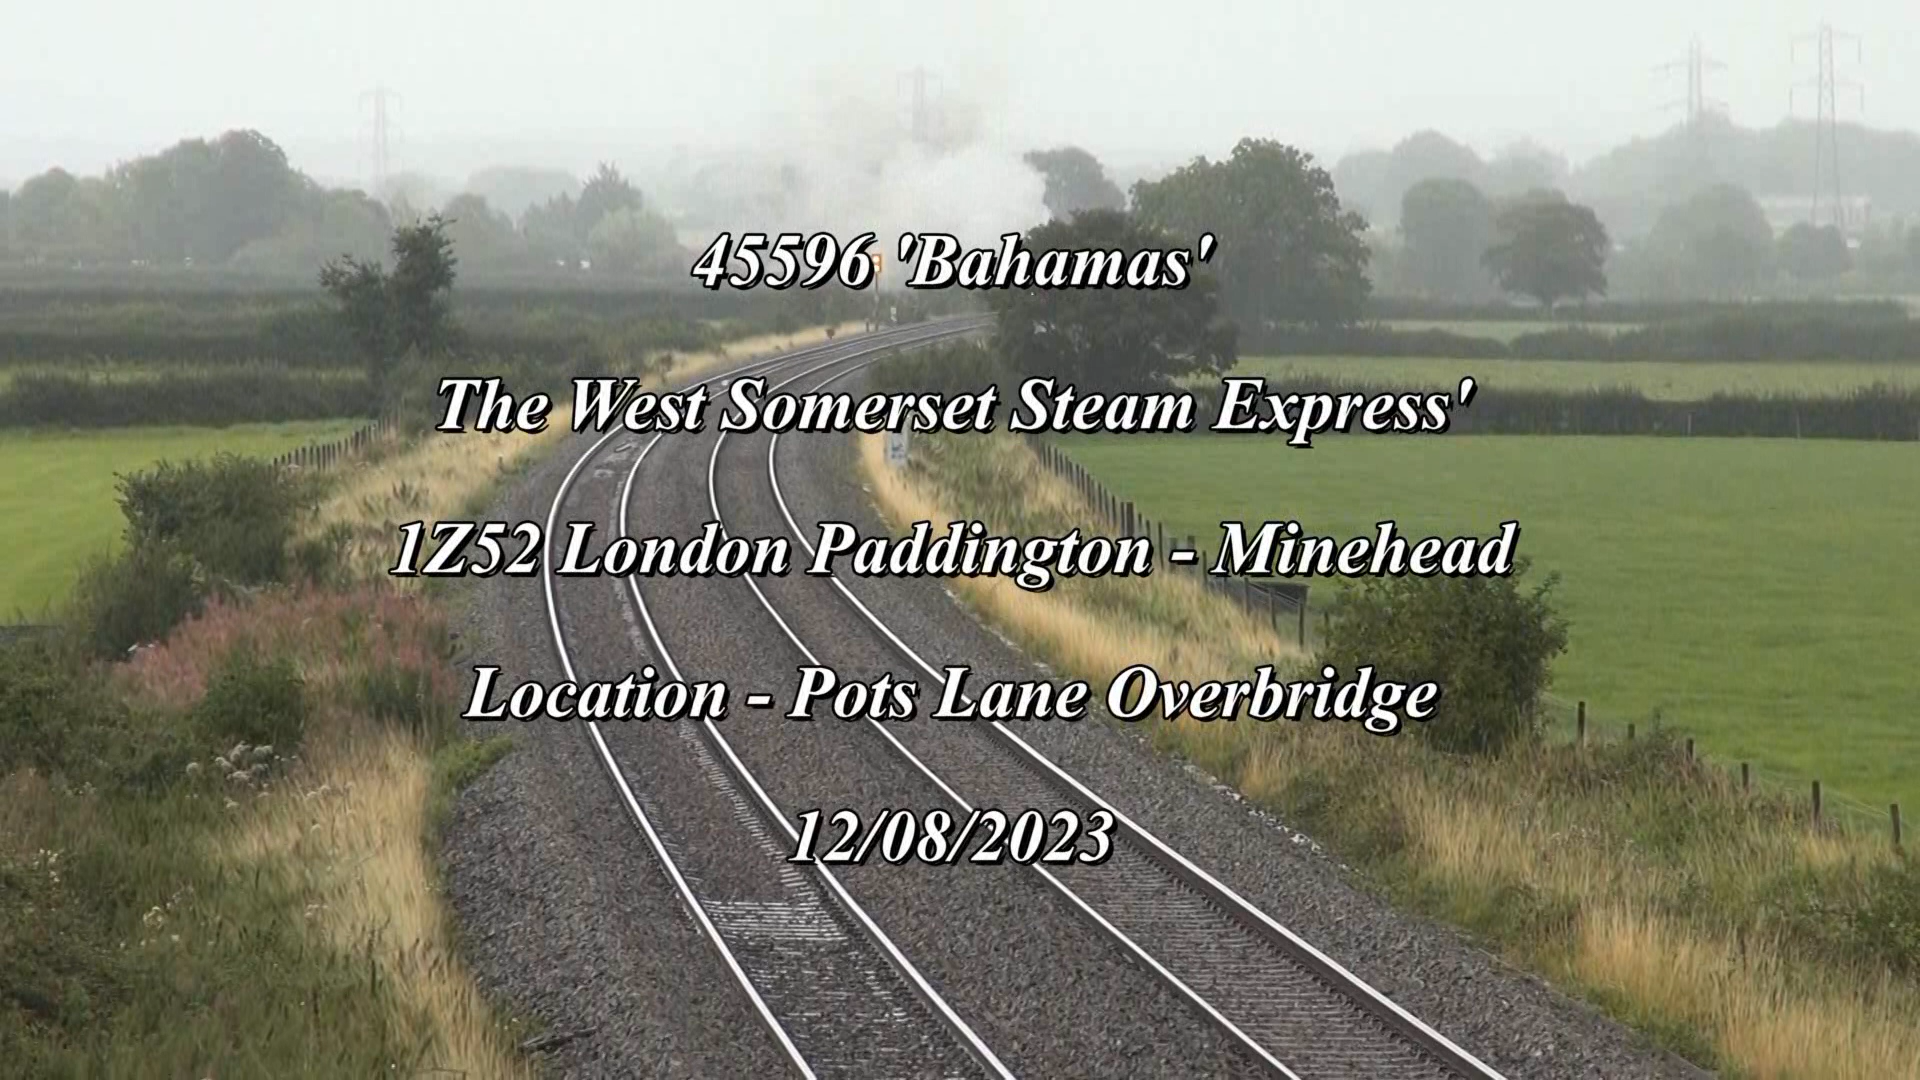 45596 'Bahamas'
The West Somerset Steam Express'
1Z52 London Paddington - Minehead
Location - Pots Lane Overbridge
12/08/2023